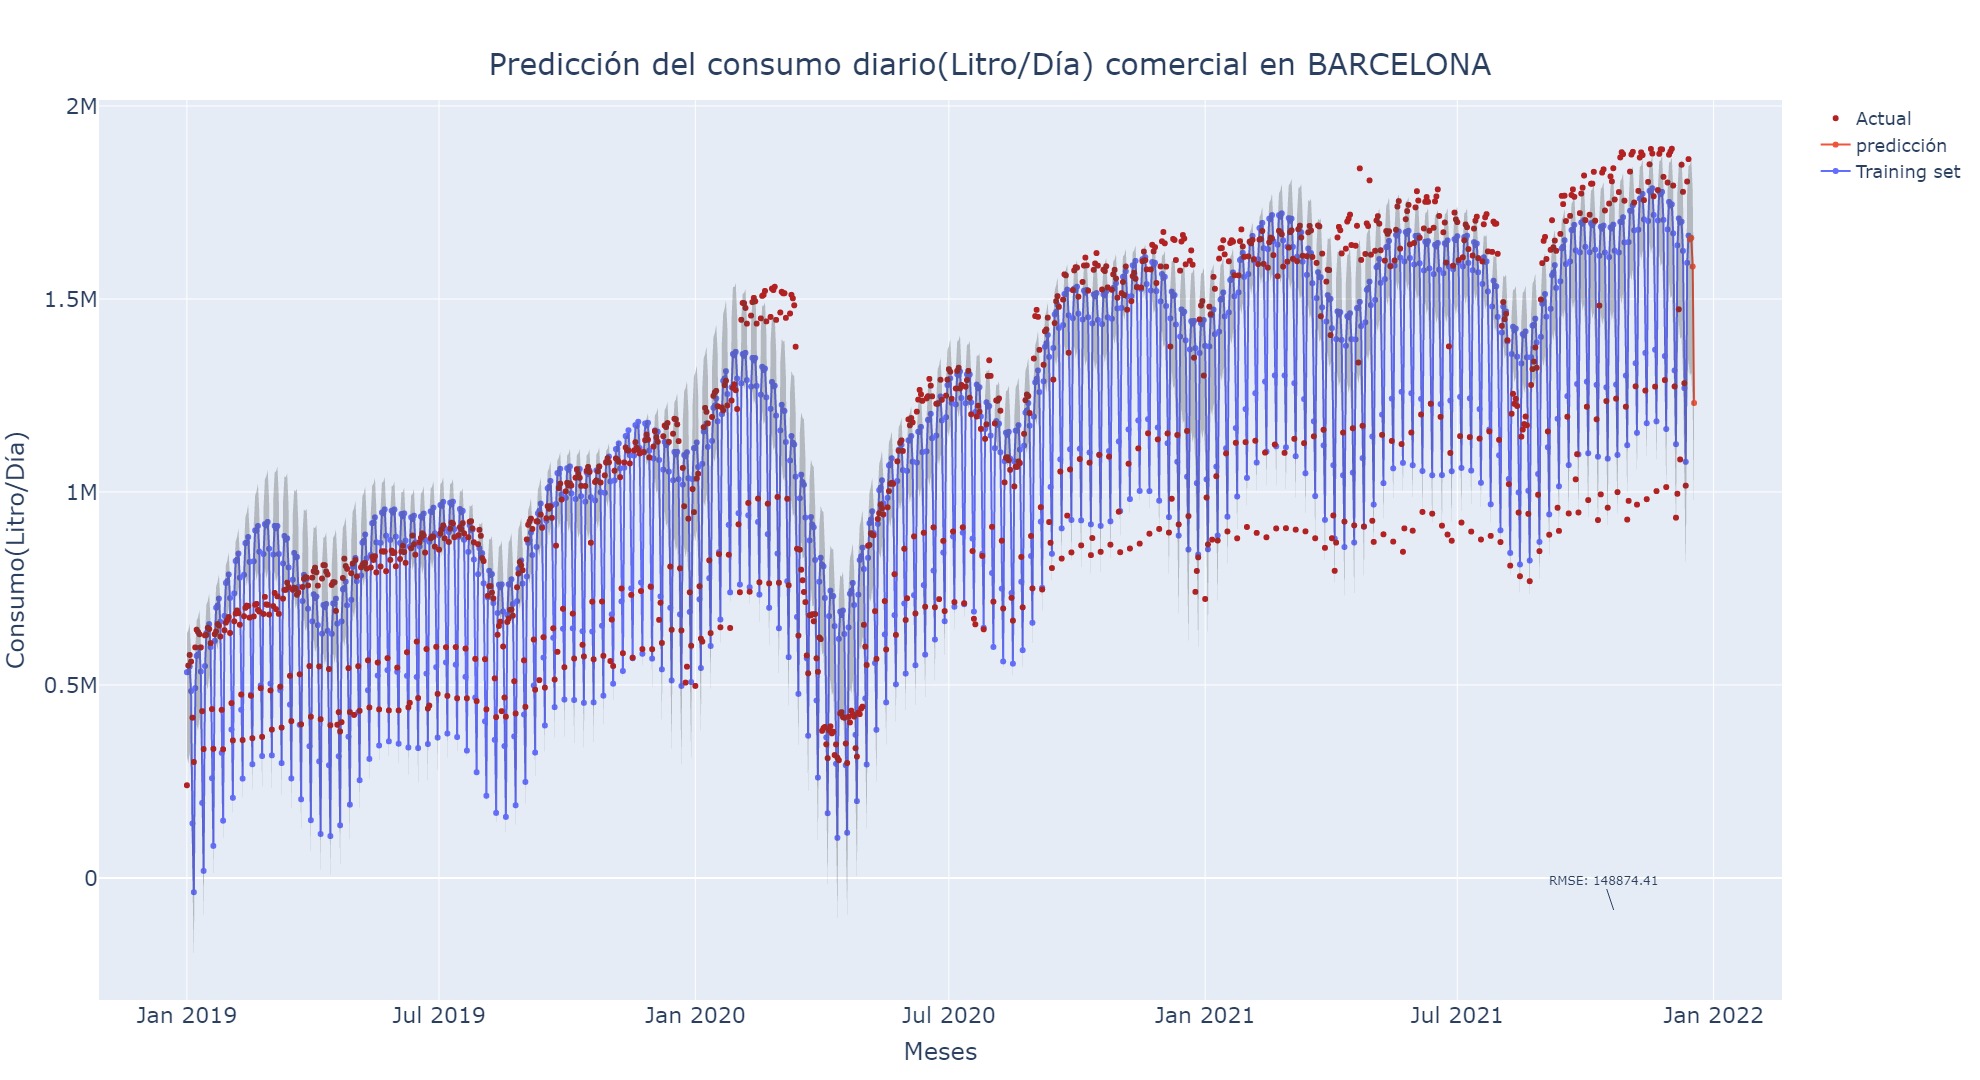 Predicción del consumo diario(Litro/Día) comercial en BARCELONA
Actual
predicción
Training set
Consumo(Litro/Día)
2M
1.5M
1M
0.5M
0
RMSE: 148874.41
Jan 2019
Jul 2019
Jan 2020
Jul 2020
Jan 2021
Jul 2021
Jan 2022
Meses